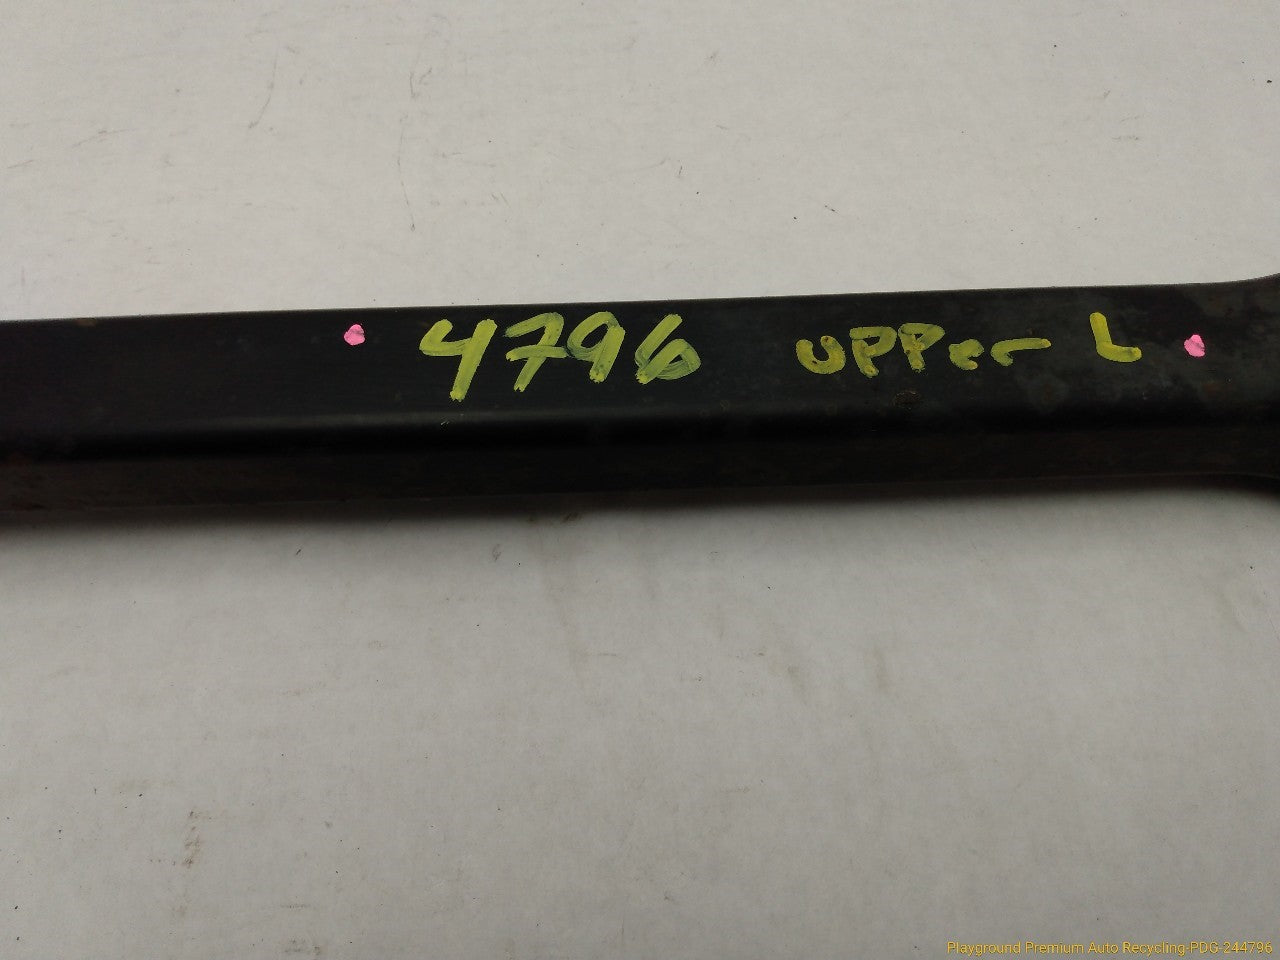 4796 UPPer L
Playground Premium Auto Recycling-PDG-244796